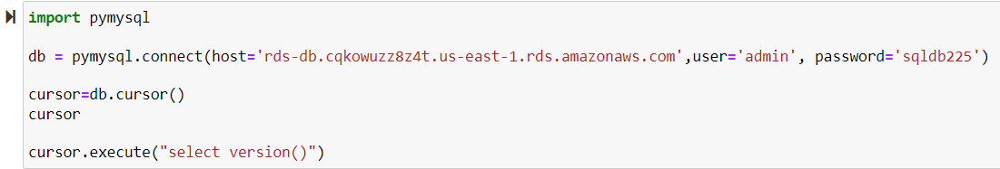 import pymysql
db = pymysql.connect(host='rds-db.cqkowuzz8z4t.us-east-1.rds.amazonaws.com',user='admin', password='sqldb225')
cursor=db.cursor()
cursor
cursor.execute("select version()")